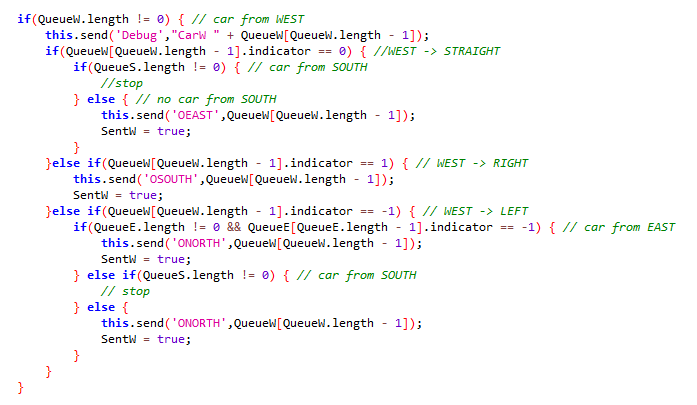 if(QueueW.length != 0) { // car from WEST
    this.send('Debug',"CarW " + QueueW[QueueW.length - 1]);
    if(QueueW[QueueW.length - 1].indicator == 0) { //WEST -> STRAIGHT
        if(QueueS.length != 0) { // car from SOUTH
            //stop
        } else { // no car from SOUTH
            this.send('OEAST',QueueW[QueueW.length - 1]);
            SentW = true;
        }
    }else if(QueueW[QueueW.length - 1].indicator == 1) { // WEST -> RIGHT
        this.send('OSOUTH',QueueW[QueueW.length - 1]);
        SentW = true;
    }else if(QueueW[QueueW.length - 1].indicator == -1) { // WEST -> LEFT
        if(QueueE.length != 0 && QueueE[QueueE.length - 1].indicator == -1) { // car from EAST
            this.send('ONORTH',QueueW[QueueW.length - 1]);
            SentW = true;
        } else if(QueueS.length != 0) { // car from SOUTH
            // stop
        } else {
            this.send('ONORTH',QueueW[QueueW.length - 1]);
            SentW = true;
        }
    }
}